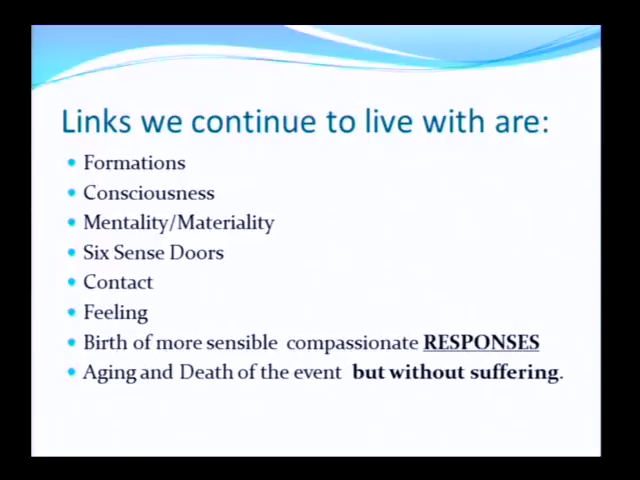 Links we continue to live with are:
Formations
Consciousness
Mentality/Materiality
Six Sense Doors
Contact
Feeling
Birth of more sensible compassionate RESPONSES
Aging and Death of the event but without suffering.